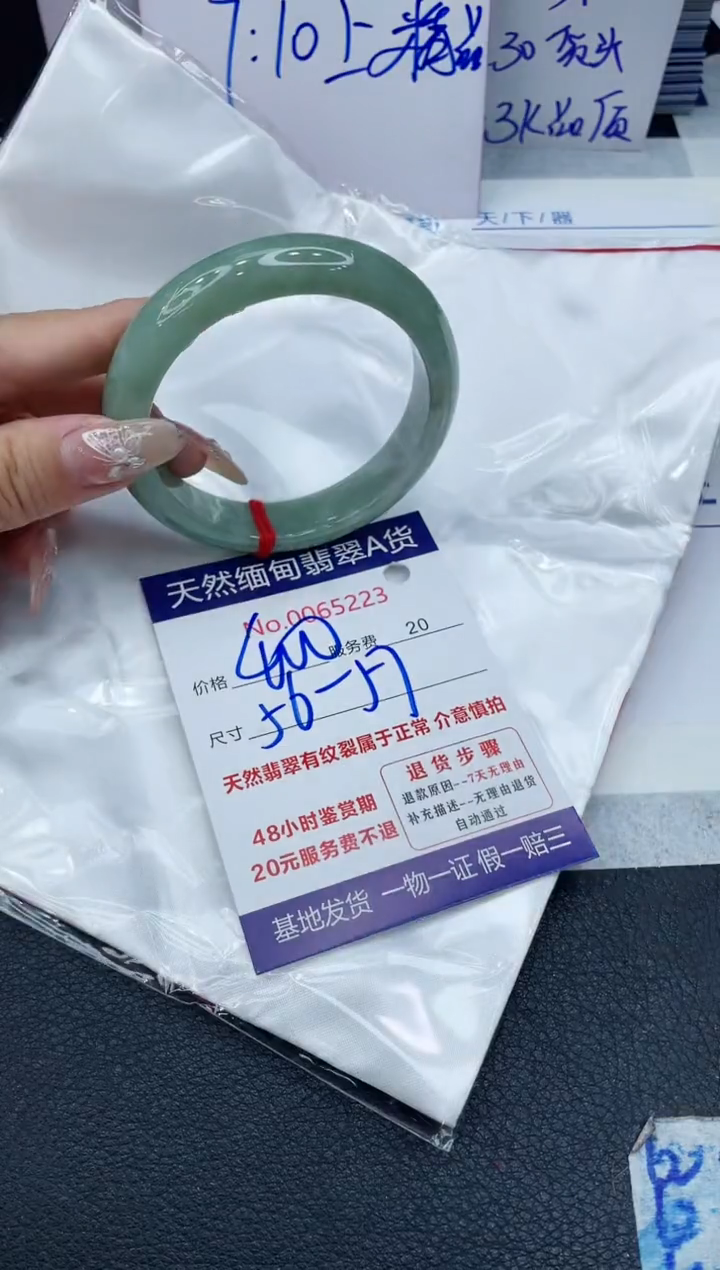 7:10上精品
30 系头
3K品质
天/下/翡
天然缅甸翡翠A货
No.0065223
价格 400 服务费 20
尺寸 56-57
天然翡翠有纹裂属于正常 介意慎拍
48小时鉴赏期
20元服务费不退
退货步骤
退款原因--7天无理由
补充描述--无理由退货
自动通过
基地发货 一物一证 假一赔三